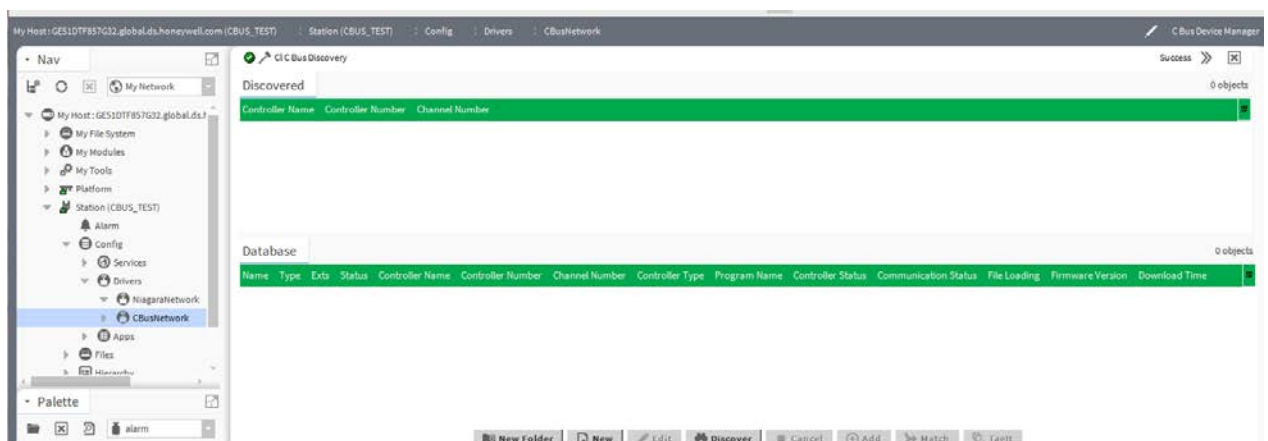 My Host : GES1DTF857G32.global.ds.honeywell.com (CBUS_TEST) : Station (CBUS_TEST) : Config : Drivers : CBusNetwork
C Bus Device Manager
Nav
My Network
My Host : GES1DTF857G32.global.ds.h
My File System
My Modules
My Tools
Platform
Station (CBUS_TEST)
Alarm
Config
Services
Drivers
NiagaraNetwork
CBusNetwork
Apps
Files
Hierarchy
Palette
alarm
Cl C Bus Discovery
Success
Discovered
0 objects
Controller Name Controller Number Channel Number
Database
0 objects
Name Type Exts Status Controller Name Controller Number Channel Number Controller Type Program Name Controller Status Communication Status File Loading Firmware Version Download Time
New Folder New Edit Discover Cancel Add Match